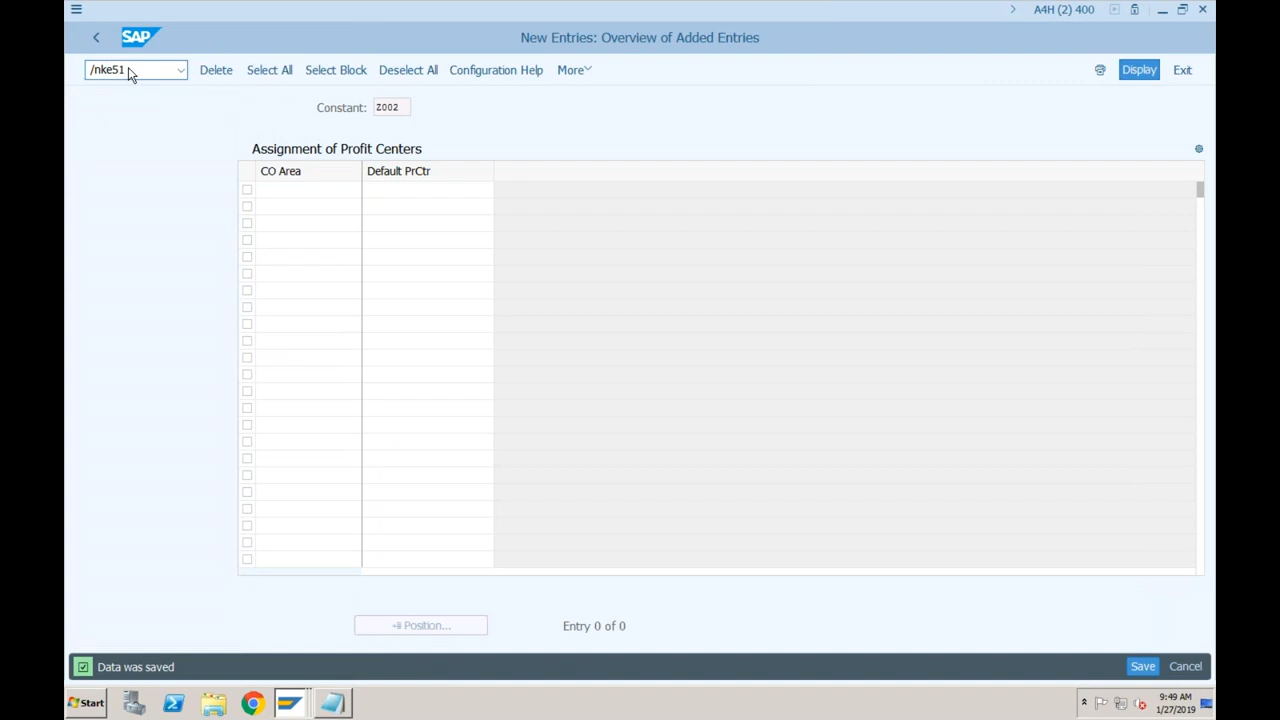 A4H (2) 400
SAP
New Entries: Overview of Added Entries
/nke51
Delete
Select All
Select Block
Deselect All
Configuration Help
More
Display
Exit
Constant:
Z002
Assignment of Profit Centers
CO Area
Default PrCtr
Position...
Entry 0 of 0
Data was saved
Save
Cancel
Start
9:49 AM
1/27/2019